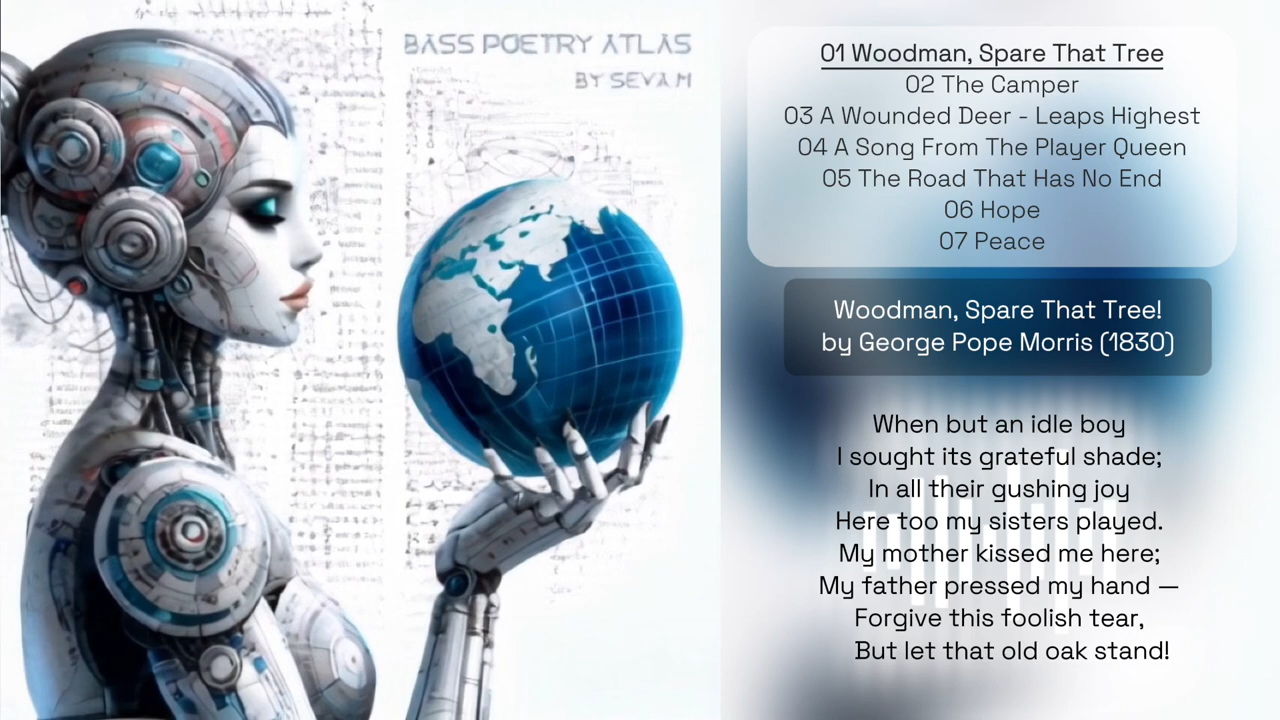 BASS POETRY ATLAS
BY SEVAM
01 Woodman, Spare That Tree
02 The Camper
03 A Wounded Deer - Leaps Highest
04 A Song From The Player Queen
05 The Road That Has No End
06 Hope
07 Peace
Woodman, Spare That Tree!
by George Pope Morris (1830)
When but an idle boy
I sought its grateful shade;
In all their gushing joy
Here too my sisters played.
My mother kissed me here;
My father pressed my hand —
Forgive this foolish tear,
But let that old oak stand!